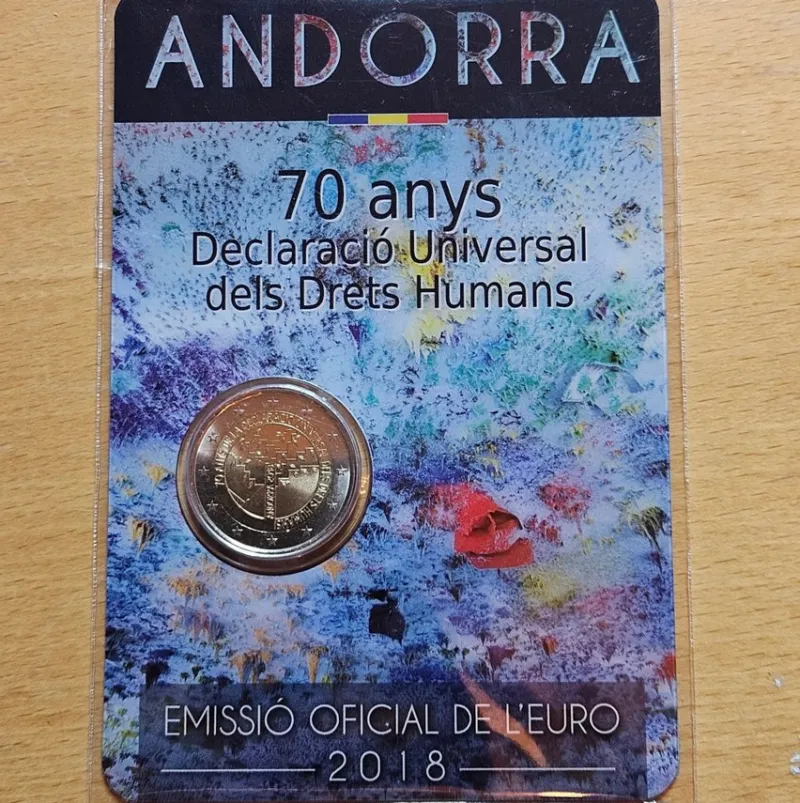 ANDORRA
70 anys
Declaració Universal
dels Drets Humans
EMISSIÓ OFICIAL DE L'EURO
2018